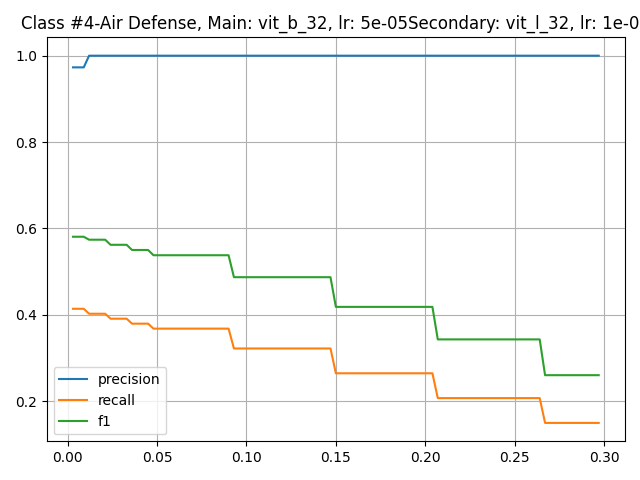 Class #4-Air Defense, Main: vit_b_32, lr: 5e-05Secondary: vit_l_32, lr: 1e-0
1.0
0.8
0.6
0.4
0.2
precision
recall
f1
0.00 0.05 0.10 0.15 0.20 0.25 0.30